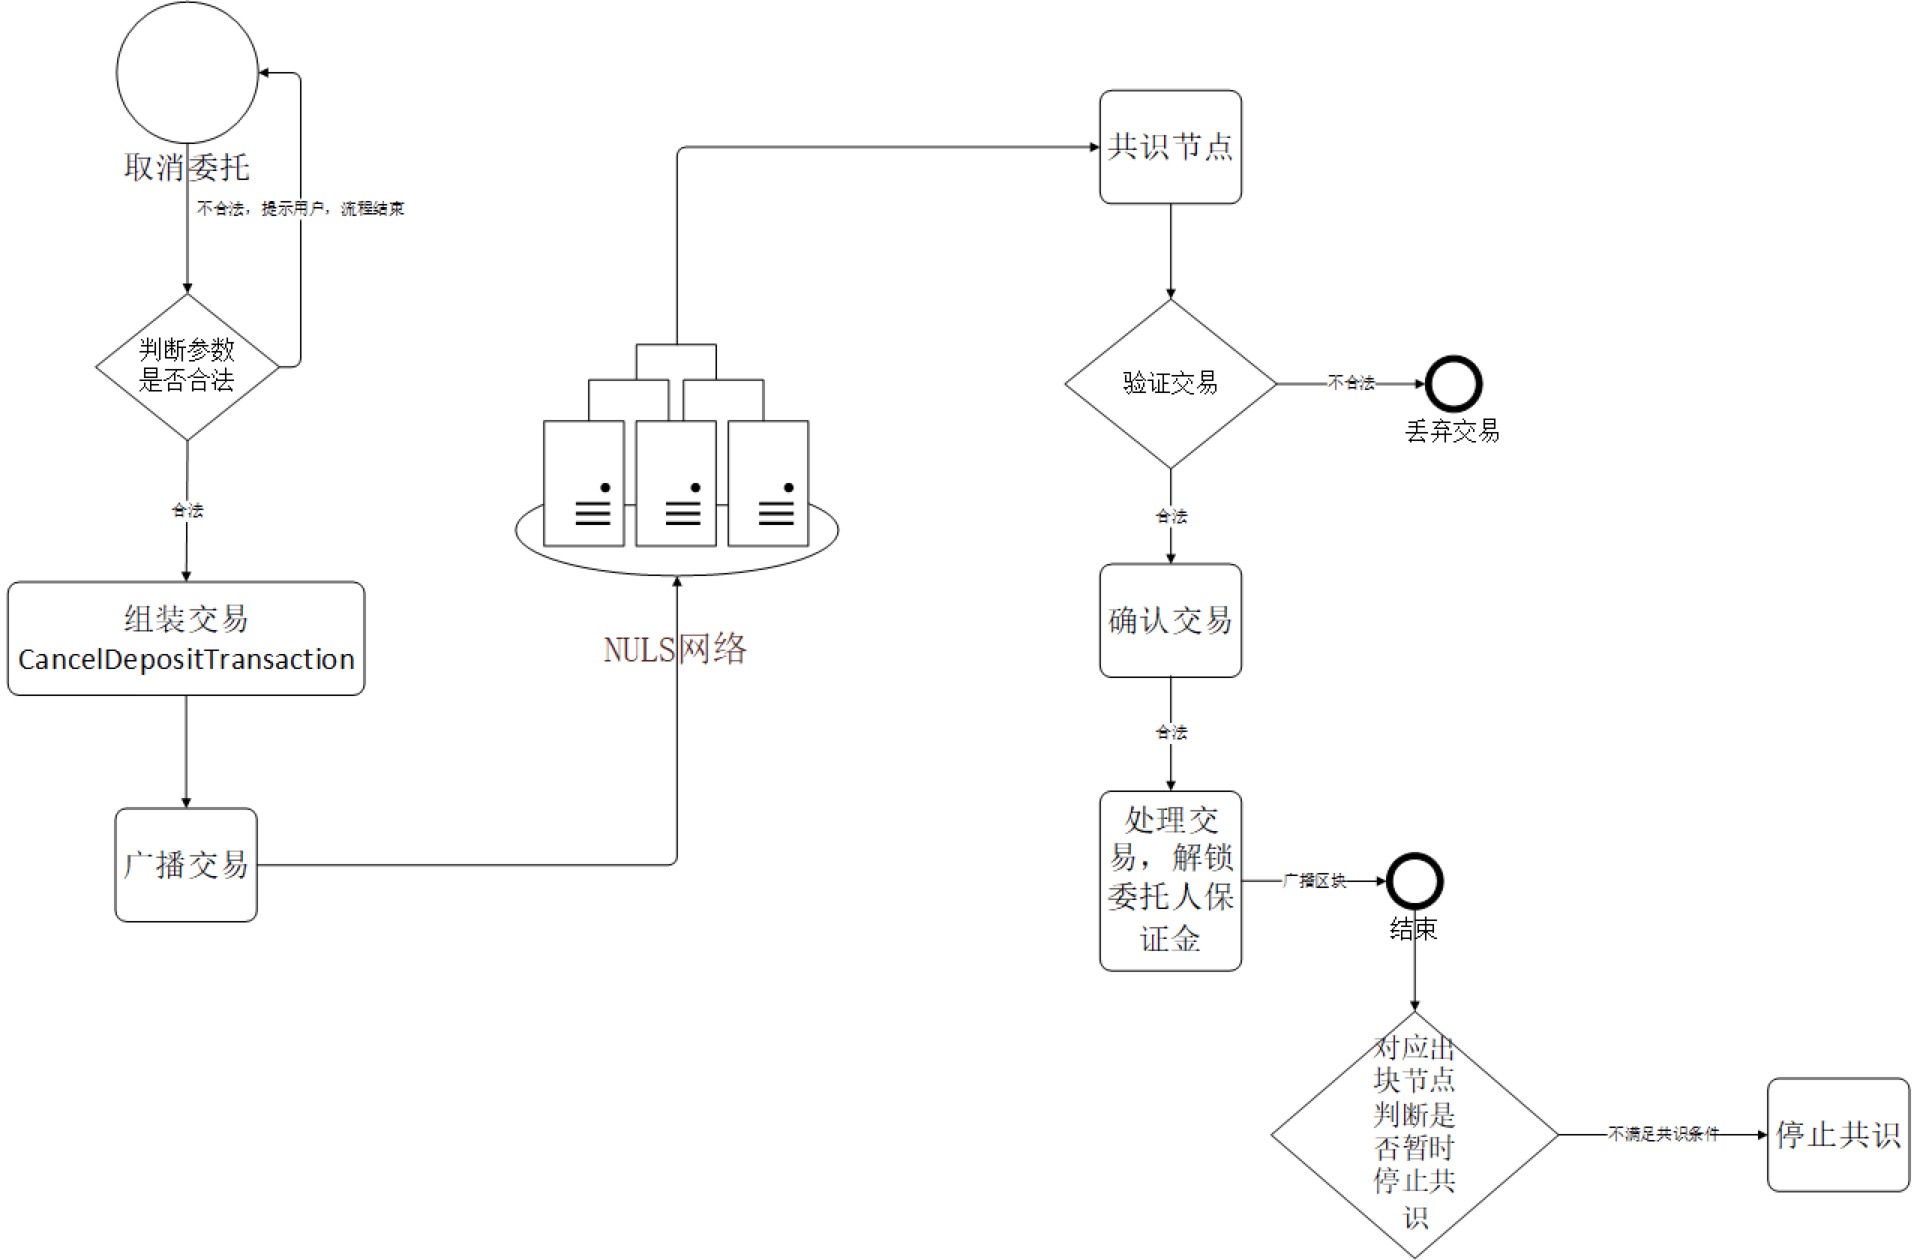 取消委托
不合法，提示用户，流程结束
判断参数
是否合法
合法
组装交易
CancelDepositTransaction
广播交易
NULS网络
共识节点
验证交易
不合法
丢弃交易
合法
确认交易
合法
处理交
易，解锁
委托人保
证金
广播区块
结束
对应出
块节点
判断是
否暂时
停止共
识
不满足共识条件
停止共识